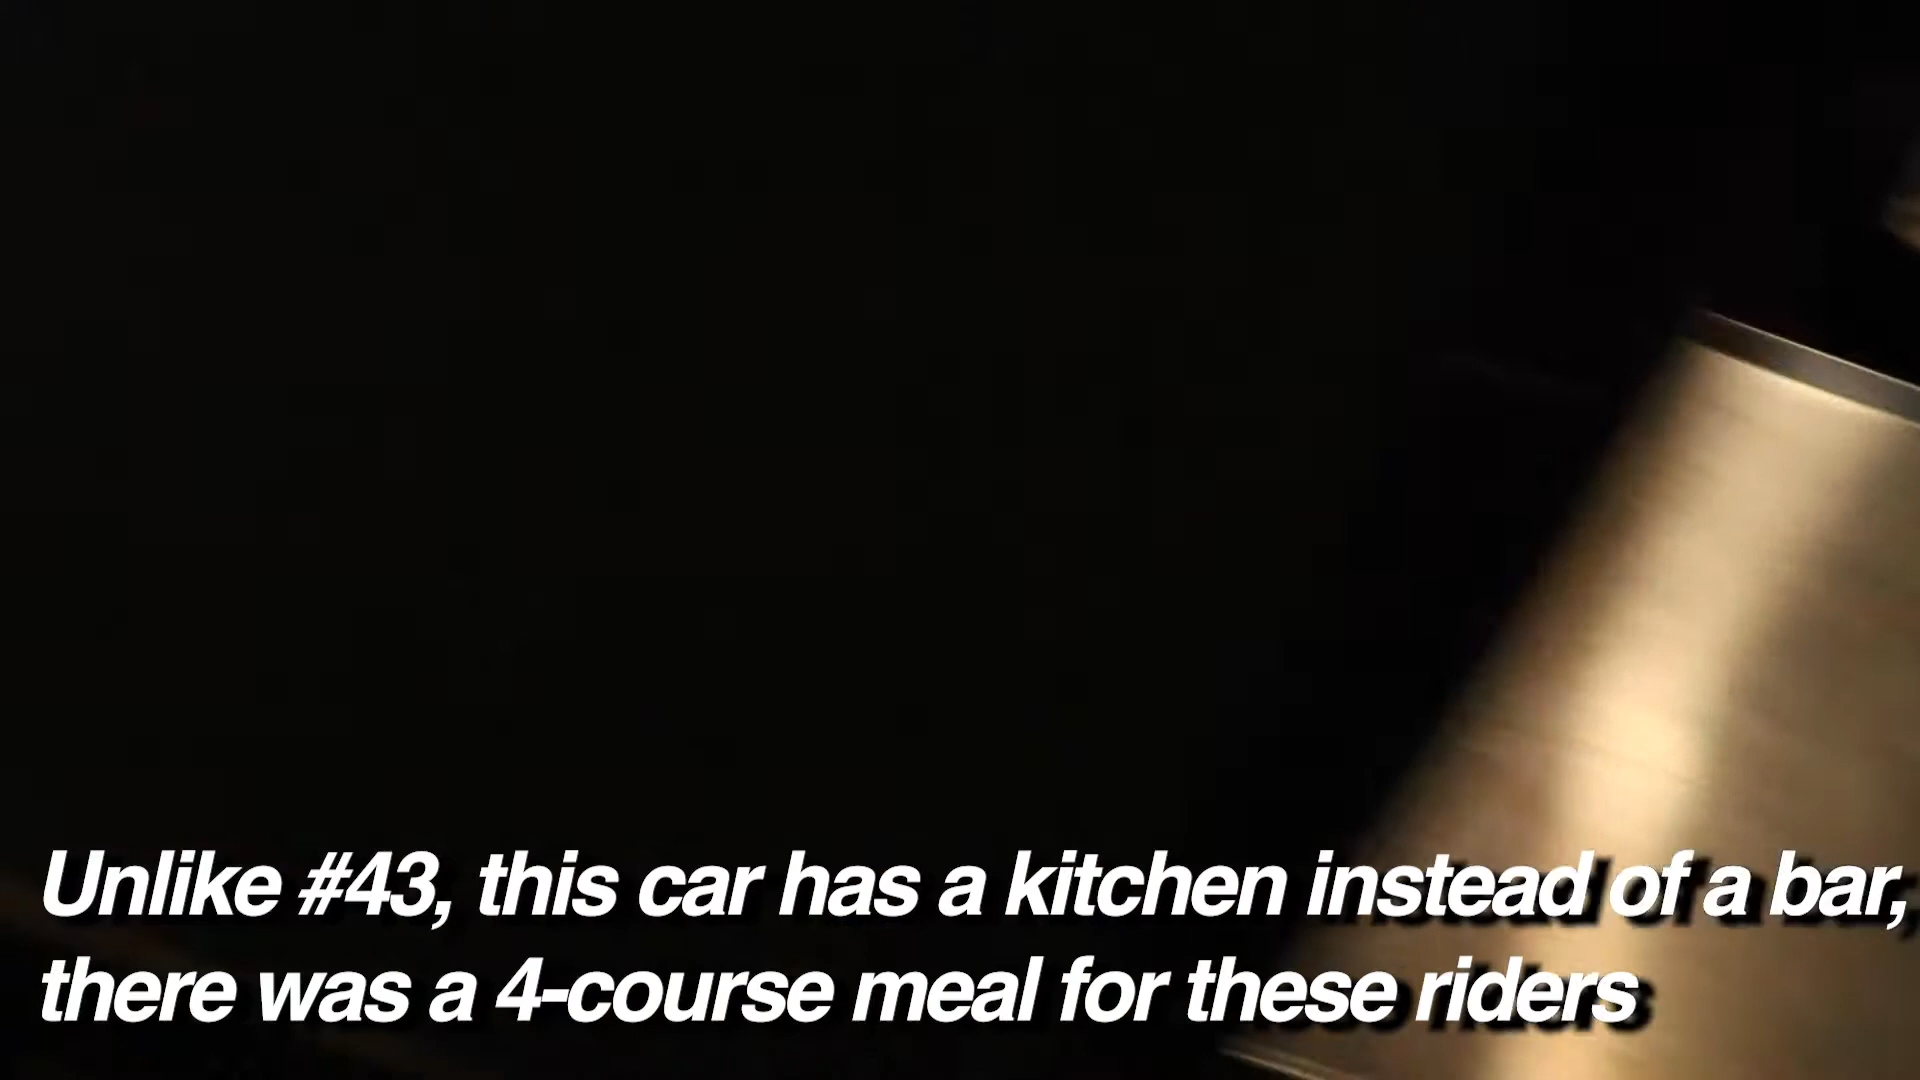 Unlike #43, this car has a kitchen instead of a bar,
there was a 4-course meal for these riders